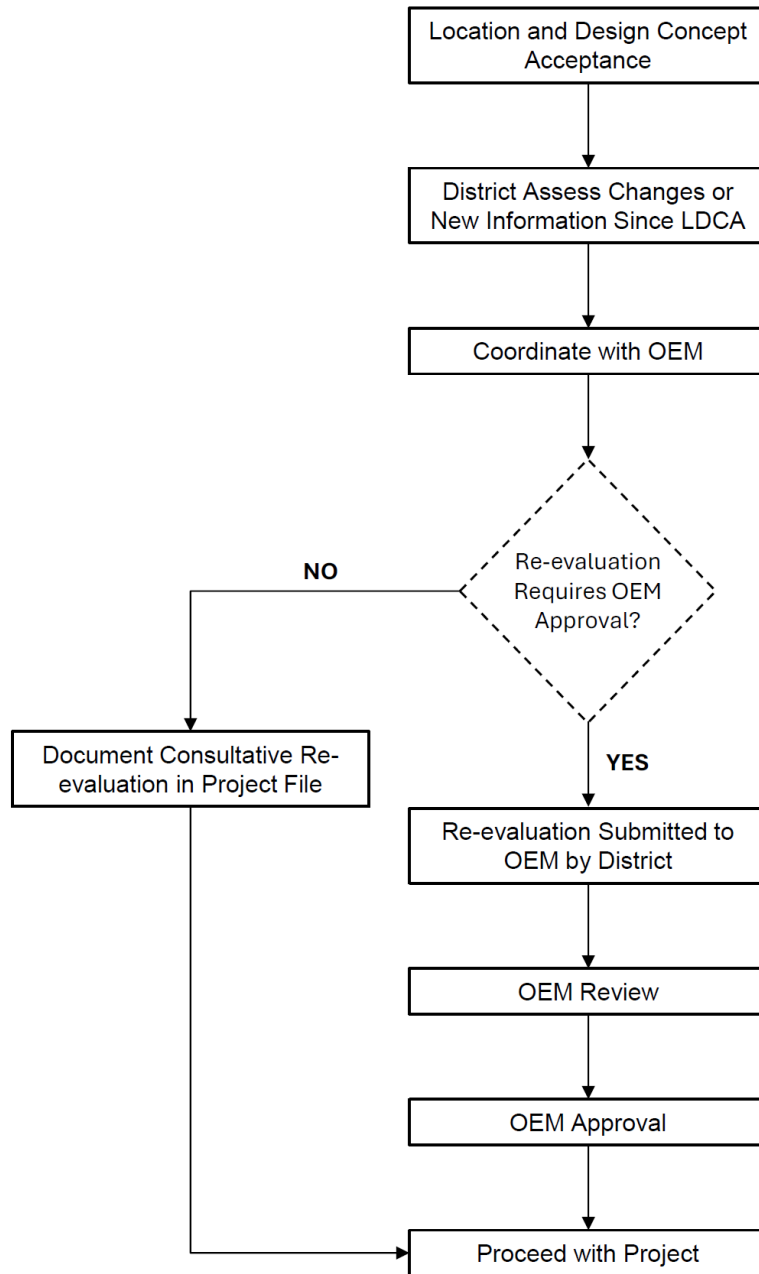 Location and Design Concept
Acceptance
District Assess Changes or
New Information Since LDCA
Coordinate with OEM
Re-evaluation
Requires OEM
Approval?
NO
Document Consultative Re-
evaluation in Project File
YES
Re-evaluation Submitted to
OEM by District
OEM Review
OEM Approval
Proceed with Project